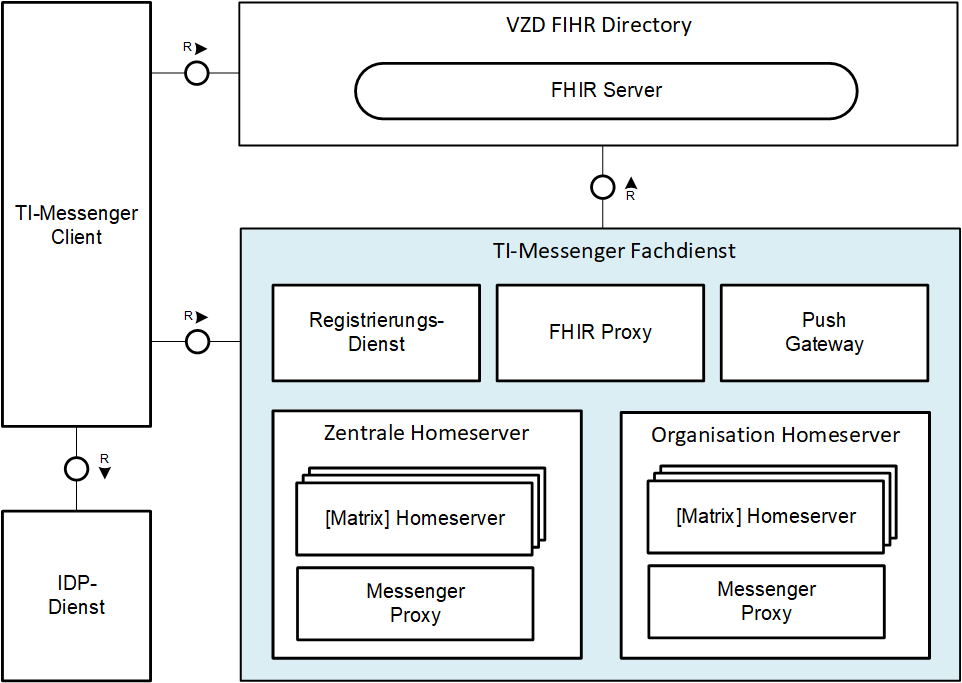 VZD FIHR Directory
R
FHIR Server
TI-Messenger
Client
R
TI-Messenger Fachdienst
R
Registrierungs-
Dienst
FHIR Proxy
Push
Gateway
Zentrale Homeserver
Organisation Homeserver
R
[Matrix] Homeserver
[Matrix] Homeserver
IDP-
Dienst
Messenger
Proxy
Messenger
Proxy